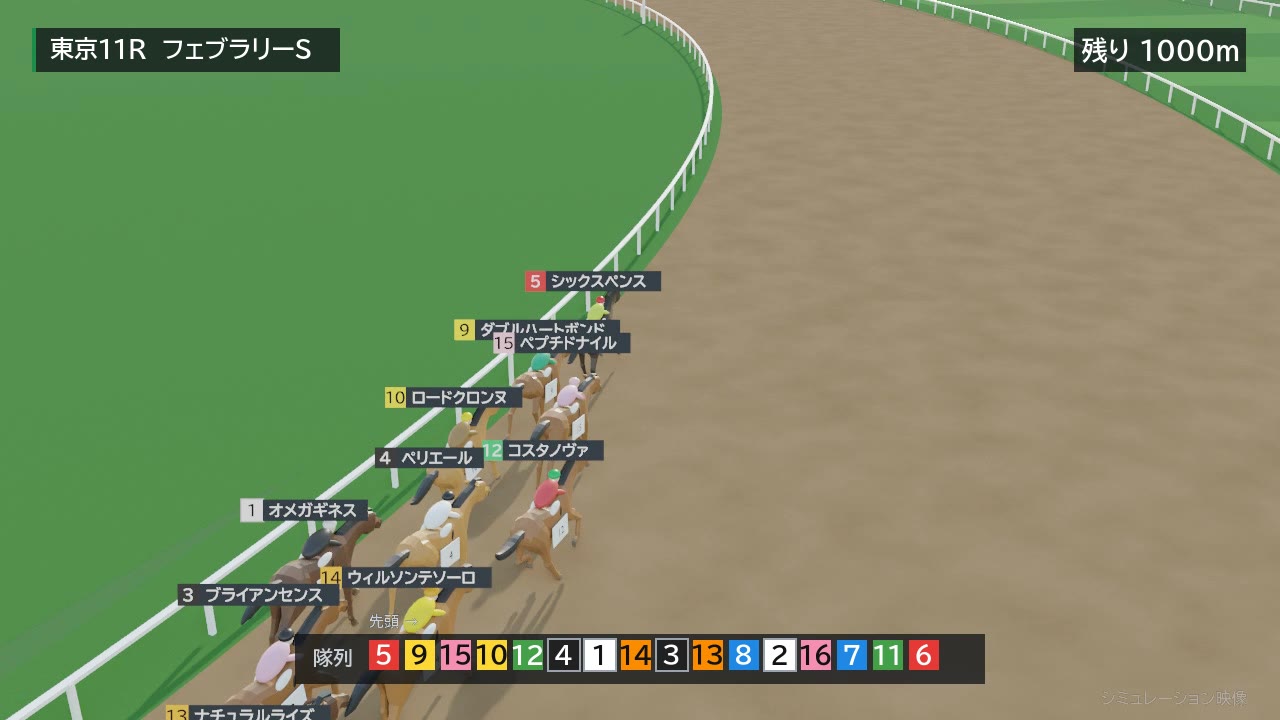 東京11R フェブラリーS
残り 1000m
5 シックスペンス
9 ダブルハートボンド
15 ペプチドナイル
10 ロードクロンヌ
12 コスタノヴァ
4 ペリエール
1 オメガギネス
14 ウィルソンテソーロ
3 ブライアンセンス
先頭→
隊列 5 9 15 10 12 4 1 14 3 13 8 2 16 7 11 6
シミュレーション映像
13 ナチュラルライズ